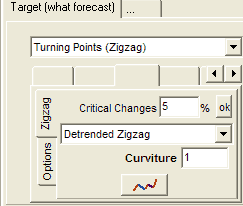 Target (what forecast) ...
Turning Points (Zigzag)
Zigzag
Critical Changes 5 % ok
Detrended Zigzag
Options
Curviture 1